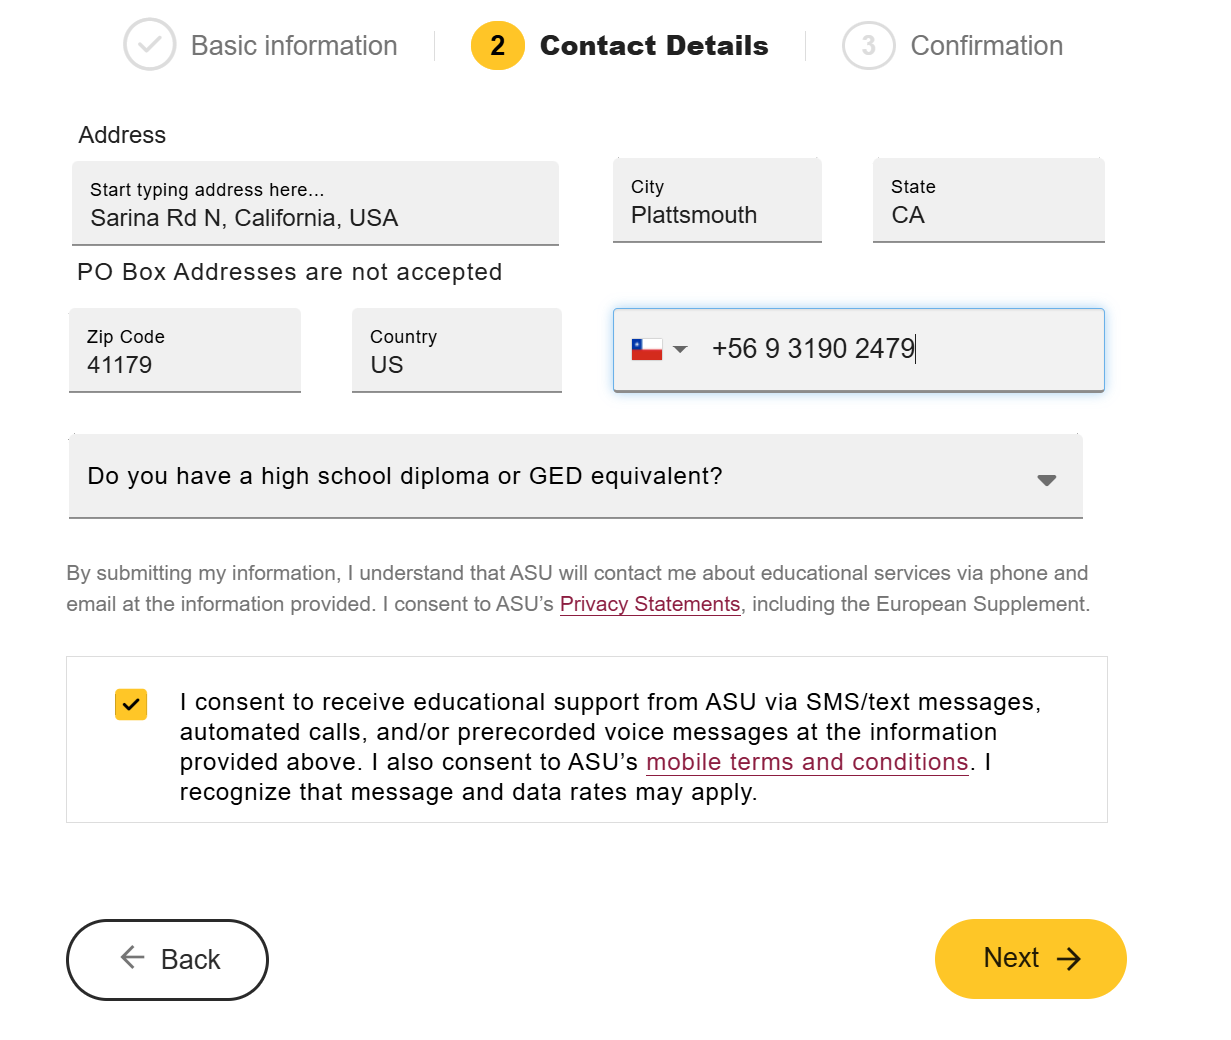 Basic information
2 Contact Details
3 Confirmation
Address
Start typing address here...
Sarina Rd N, California, USA
City
Plattsmouth
State
CA
PO Box Addresses are not accepted
Zip Code
41179
Country
US
+56 9 3190 2479
Do you have a high school diploma or GED equivalent?
By submitting my information, I understand that ASU will contact me about educational services via phone and
email at the information provided. I consent to ASU’s Privacy Statements, including the European Supplement.
I consent to receive educational support from ASU via SMS/text messages,
automated calls, and/or prerecorded voice messages at the information
provided above. I also consent to ASU’s mobile terms and conditions. I
recognize that message and data rates may apply.
Back
Next